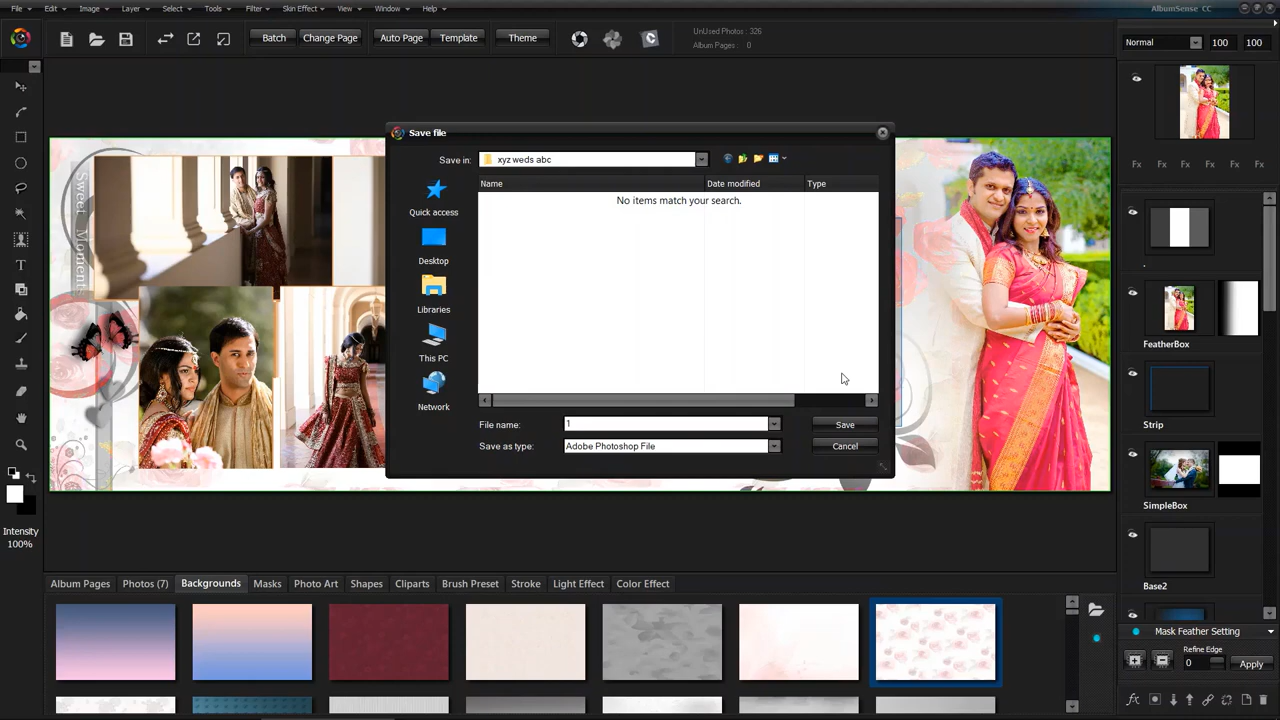 File Edit Image Layer Select Tools Filter Skin Effect View Window Help AlbumSense CC
Batch Change Page Auto Page Template Theme
UnUsed Photos : 326
Album Pages : 0
Normal 100 100
Save file
Save in: xyz weds abc
Name Date modified Type
No items match your search.
Quick access
Desktop
Libraries
This PC
Network
File name: 1 Save
Save as type: Adobe Photoshop File Cancel
Sweet Moments
Fx Fx Fx Fx Fx
FeatherBox
Strip
SimpleBox
Base2
Intensity
100%
Album Pages Photos (7) Backgrounds Masks Photo Art Shapes Cliparts Brush Preset Stroke Light Effect Color Effect
Mask Feather Setting
Refine Edge
0 Apply